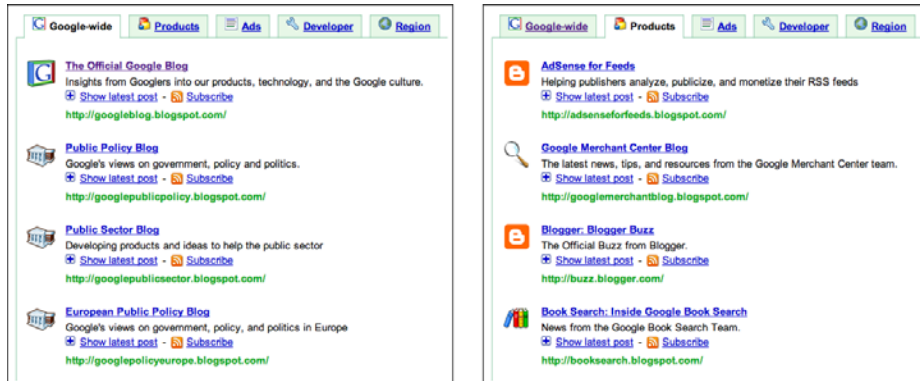 Google-wide Products Ads Developer Region
The Official Google Blog
Insights from Googlers into our products, technology, and the Google culture.
Show latest post - Subscribe
http://googleblog.blogspot.com/
Public Policy Blog
Google's views on government, policy and politics.
Show latest post - Subscribe
http://googlepublicpolicy.blogspot.com/
Public Sector Blog
Developing products and ideas to help the public sector
Show latest post - Subscribe
http://googlepublicsector.blogspot.com/
European Public Policy Blog
Google's views on government, policy, and politics in Europe
Show latest post - Subscribe
http://googlepolicyeurope.blogspot.com/
Google-wide Products Ads Developer Region
AdSense for Feeds
Helping publishers analyze, publicize, and monetize their RSS feeds
Show latest post - Subscribe
http://adsenseforfeeds.blogspot.com/
Google Merchant Center Blog
The latest news, tips, and resources from the Google Merchant Center team.
Show latest post - Subscribe
http://googlemerchantblog.blogspot.com/
Blogger: Blogger Buzz
The Official Buzz from Blogger.
Show latest post - Subscribe
http://buzz.blogger.com/
Book Search: Inside Google Book Search
News from the Google Book Search Team.
Show latest post - Subscribe
http://booksearch.blogspot.com/